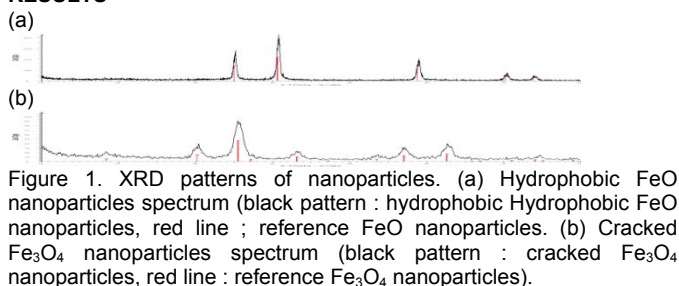 RESULTS
(a)
(b)
Figure 1. XRD patterns of nanoparticles. (a) Hydrophobic FeO
nanoparticles spectrum (black pattern : hydrophobic Hydrophobic FeO
nanoparticles, red line ; reference FeO nanoparticles. (b) Cracked
Fe₃O₄ nanoparticles spectrum (black pattern : cracked Fe₃O₄
nanoparticles, red line : reference Fe₃O₄ nanoparticles).